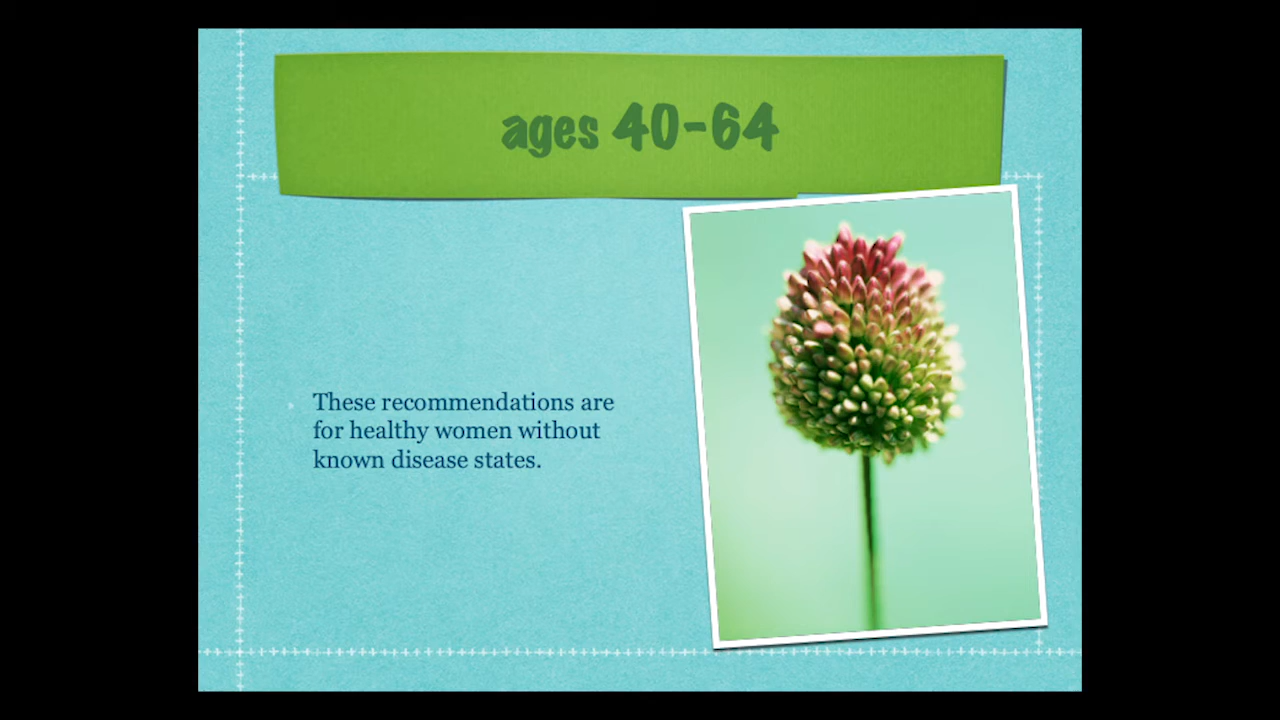 ages 40-64
These recommendations are
for healthy women without
known disease states.